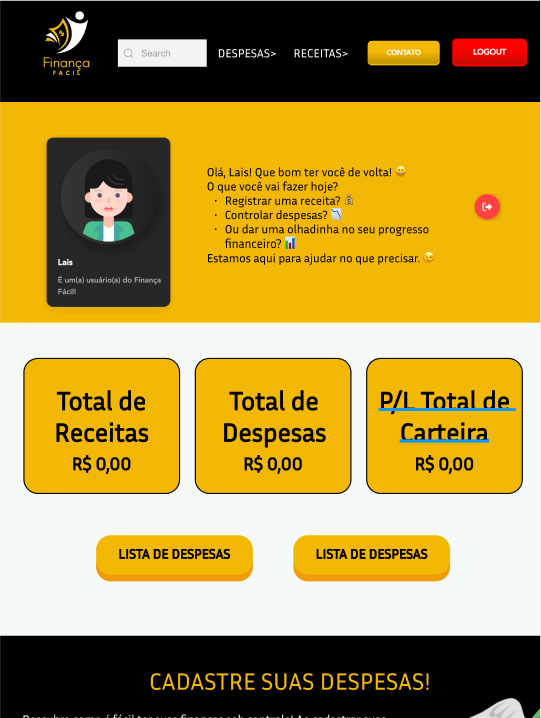 Finança
FÁCIL
Search
DESPESAS>
RECEITAS>
CONTATO
LOGOUT
Olá, Lais! Que bom ter você de volta! 😄
O que você vai fazer hoje?
· Registrar uma receita? 💰
· Controlar despesas? 📉
· Ou dar uma olhadinha no seu progresso
financeiro? 📊
Estamos aqui para ajudar no que precisar. 😉
Lais
É um(a) usuário(a) do Finança
Fácil!
Total de
Receitas
R$ 0,00
Total de
Despesas
R$ 0,00
P/L Total de
Carteira
R$ 0,00
LISTA DE DESPESAS
LISTA DE DESPESAS
CADASTRE SUAS DESPESAS!